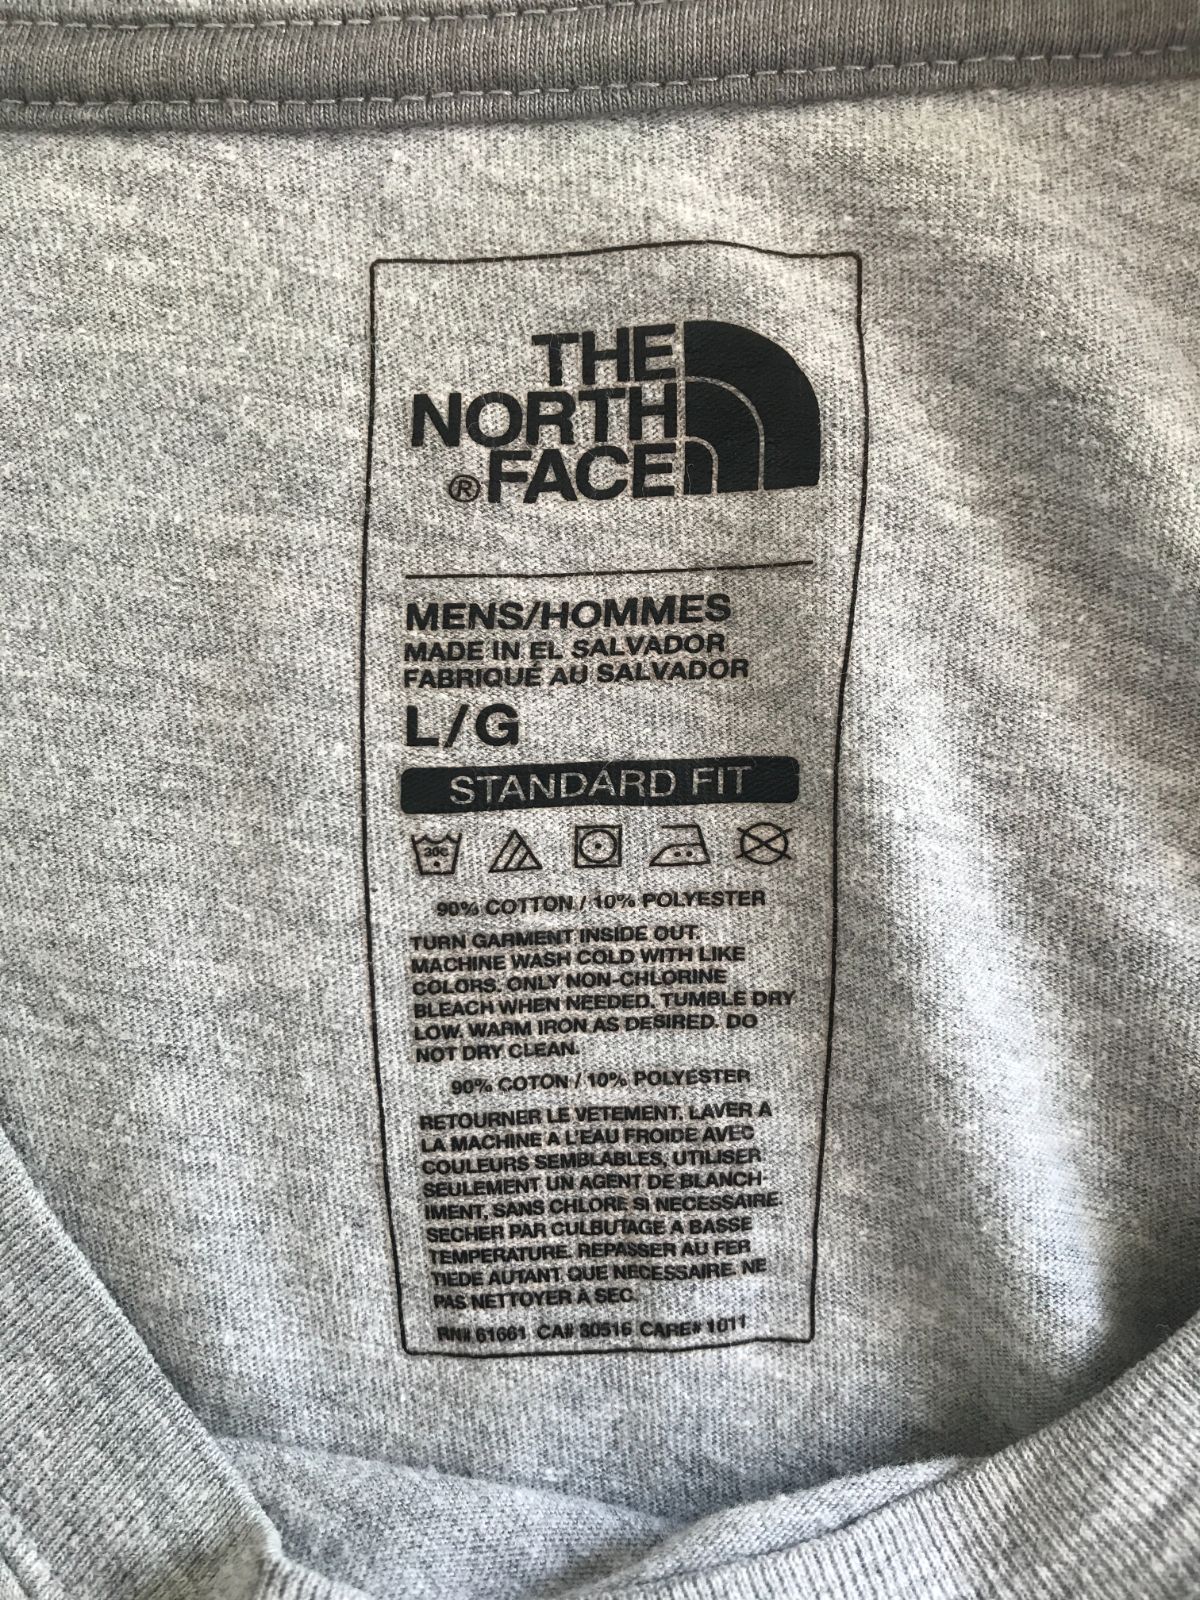 THE
NORTH
®FACE
MENS/HOMMES
MADE IN EL SALVADOR
FABRIQUÉ AU SALVADOR
L/G
STANDARD FIT
30c
90% COTTON / 10% POLYESTER
TURN GARMENT INSIDE OUT.
MACHINE WASH COLD WITH LIKE
COLORS. ONLY NON-CHLORINE
BLEACH WHEN NEEDED. TUMBLE DRY
LOW. WARM IRON AS DESIRED. DO
NOT DRY CLEAN.
90% COTON / 10% POLYESTER
RETOURNER LE VETEMENT. LAVER A
LA MACHINE A L'EAU FROIDE AVEC
COULEURS SEMBLABLES, UTILISER
SEULEMENT UN AGENT DE BLANCH-
IMENT, SANS CHLORE SI NECESSAIRE.
SECHER PAR CULBUTAGE A BASSE
TEMPERATURE. REPASSER AU FER
TIEDE AUTANT QUE NECESSAIRE. NE
PAS NETTOYER À SEC.
RN# 61661 CA# 30516 CARE# 1011